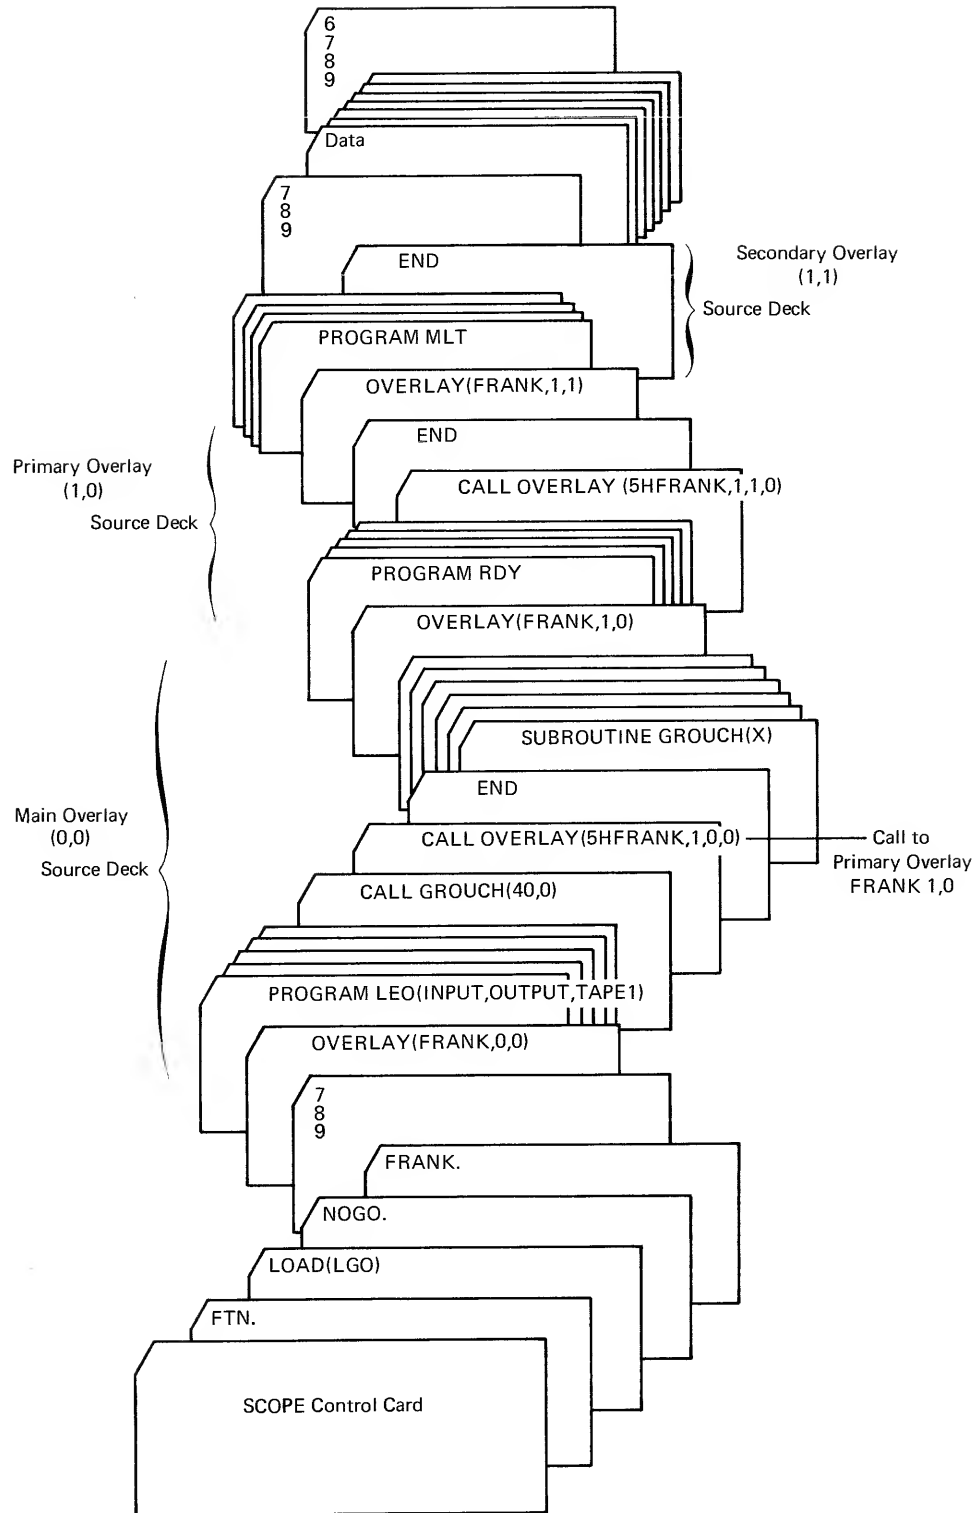 6
7
8
9
Data
7
8
9
END
Secondary Overlay
(1,1)
Source Deck
PROGRAM MLT
OVERLAY(FRANK,1,1)
END
Primary Overlay
(1,0)
Source Deck
CALL OVERLAY (5HFRANK,1,1,0)
PROGRAM RDY
OVERLAY(FRANK,1,0)
SUBROUTINE GROUCH(X)
END
Main Overlay
(0,0)
Source Deck
CALL OVERLAY(5HFRANK,1,0,0)
Call to
Primary Overlay
FRANK 1,0
CALL GROUCH(40,0)
PROGRAM LEO(INPUT,OUTPUT,TAPE1)
OVERLAY(FRANK,0,0)
7
8
9
FRANK.
NOGO.
LOAD(LGO)
FTN.
SCOPE Control Card